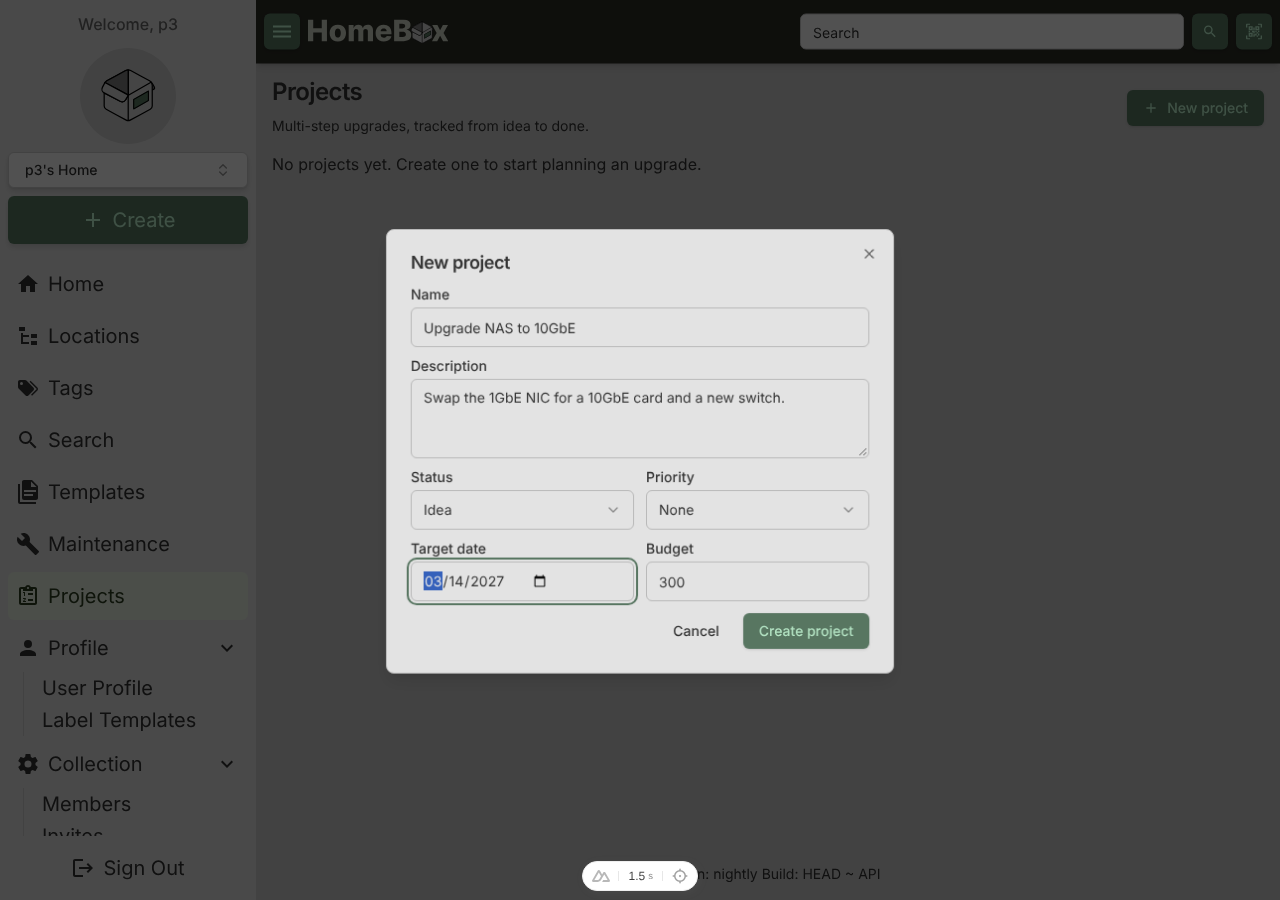 Welcome, p3
p3's Home
Create
Home
Locations
Tags
Search
Templates
Maintenance
Projects
Profile
User Profile
Label Templates
Collection
Members
Invites
Sign Out
HomeBox
Search
Projects
New project
Multi-step upgrades, tracked from idea to done.
No projects yet. Create one to start planning an upgrade.
New project
Name
Upgrade NAS to 10GbE
Description
Swap the 1GbE NIC for a 10GbE card and a new switch.
Status
Priority
Idea
None
Target date
Budget
03/14/2027
300
Cancel
Create project
1.5 s
n: nightly Build: HEAD ~ API